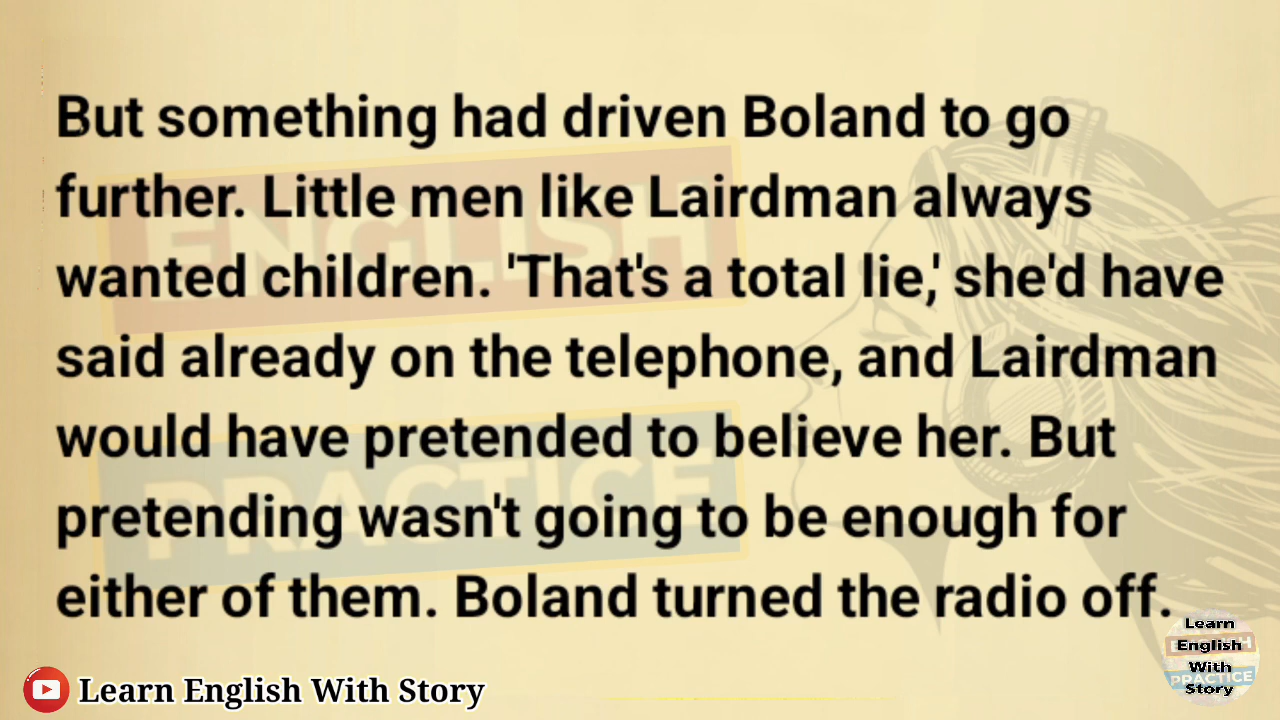 But something had driven Boland to go
further. Little men like Lairdman always
wanted children. 'That's a total lie,' she'd have
said already on the telephone, and Lairdman
would have pretended to believe her. But
pretending wasn't going to be enough for
either of them. Boland turned the radio off.
ENGLISH
PRACTICE
Learn English With Story
Learn
English
With
PRACTICE
Story